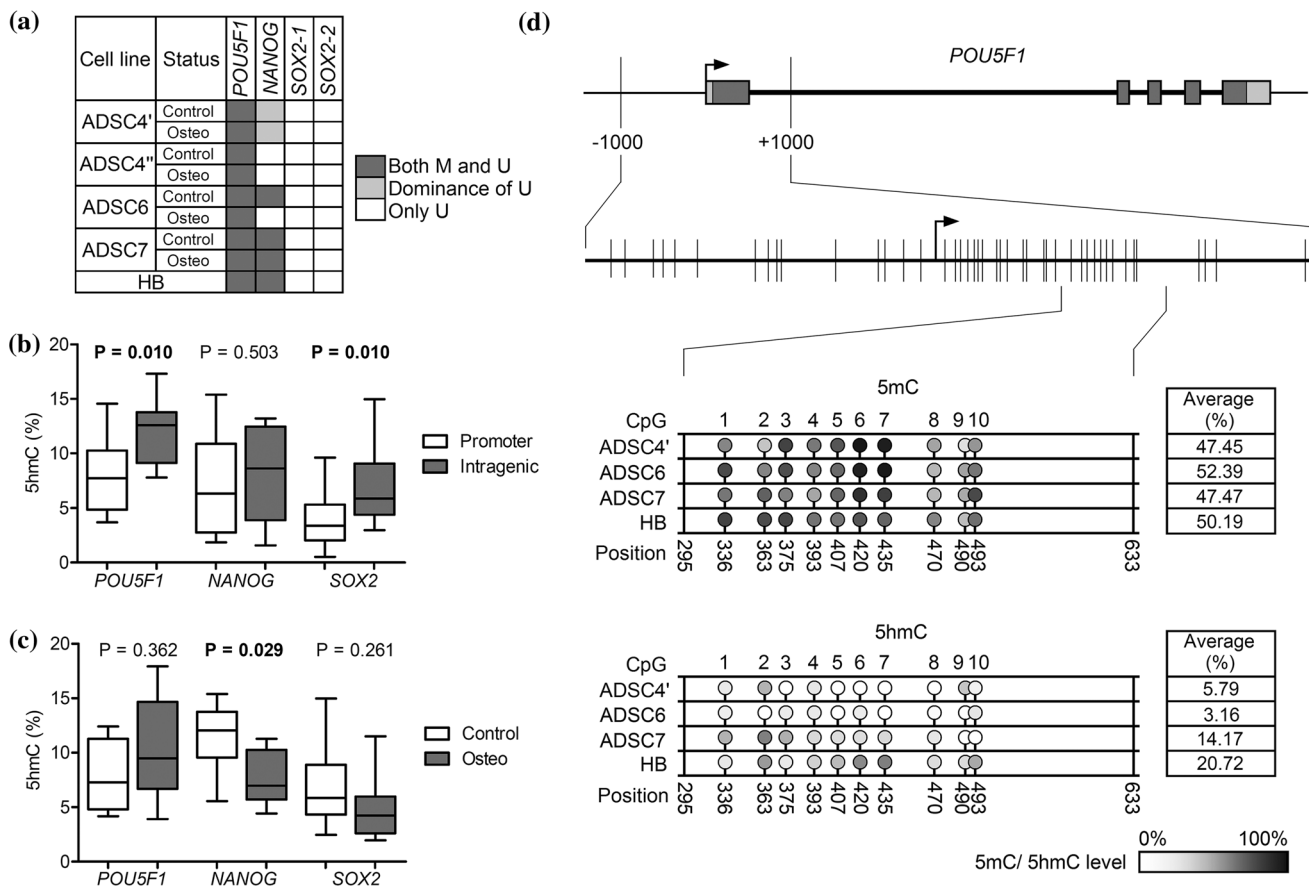 (a)
Cell line Status POU5F1 NANOG SOX2-1 SOX2-2
ADSC4' Control
Osteo
ADSC4" Control
Osteo
ADSC6 Control
Osteo
ADSC7 Control
Osteo
HB
Both M and U
Dominance of U
Only U
(b)
5hmC (%)
20
15
10
5
0
P = 0.010 P = 0.503 P = 0.010
POU5F1 NANOG SOX2
Promoter
Intragenic
(c)
5hmC (%)
20
15
10
5
0
P = 0.362 P = 0.029 P = 0.261
POU5F1 NANOG SOX2
Control
Osteo
(d)
POU5F1
-1000 +1000
5mC
CpG 1 2 3 4 5 6 7 8 9 10
Average
(%)
ADSC4' 47.45
ADSC6 52.39
ADSC7 47.47
HB 50.19
Position 295 336 363 375 393 407 420 435 470 490 493 633
5hmC
CpG 1 2 3 4 5 6 7 8 9 10
Average
(%)
ADSC4' 5.79
ADSC6 3.16
ADSC7 14.17
HB 20.72
Position 295 336 363 375 393 407 420 435 470 490 493 633
0% 100%
5mC/ 5hmC level